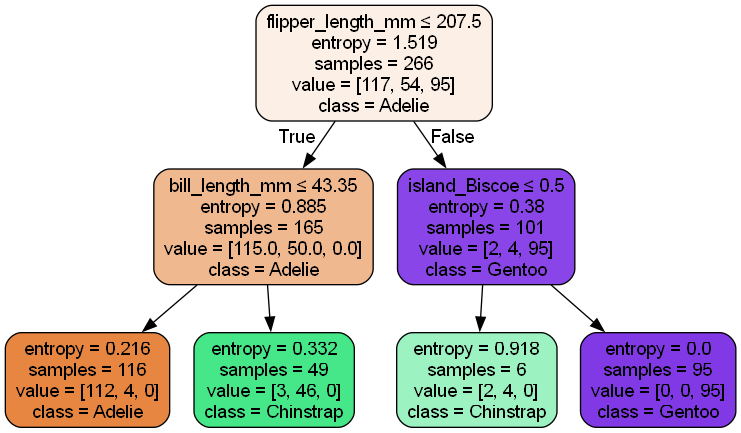 flipper_length_mm ≤ 207.5
entropy = 1.519
samples = 266
value = [117, 54, 95]
class = Adelie
True
False
bill_length_mm ≤ 43.35
entropy = 0.885
samples = 165
value = [115.0, 50.0, 0.0]
class = Adelie
island_Biscoe ≤ 0.5
entropy = 0.38
samples = 101
value = [2, 4, 95]
class = Gentoo
entropy = 0.216
samples = 116
value = [112, 4, 0]
class = Adelie
entropy = 0.332
samples = 49
value = [3, 46, 0]
class = Chinstrap
entropy = 0.918
samples = 6
value = [2, 4, 0]
class = Chinstrap
entropy = 0.0
samples = 95
value = [0, 0, 95]
class = Gentoo